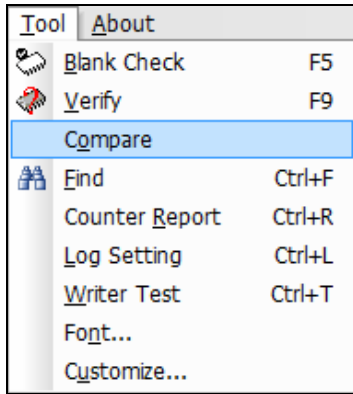 Tool About
Blank Check F5
Verify F9
Compare
Find Ctrl+F
Counter Report Ctrl+R
Log Setting Ctrl+L
Writer Test Ctrl+T
Font...
Customize...